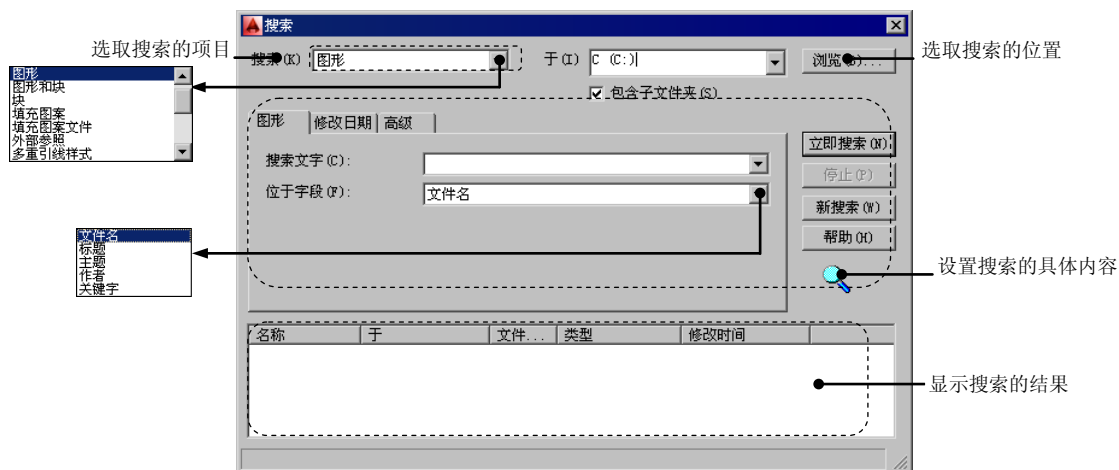 搜索
选取搜索的项目
搜索(K)
图形
于(I)
C (C:)
浏览(B)...
选取搜索的位置
图形
图形和块
块
填充图案
填充图案文件
外部参照
多重引线样式
包含子文件夹(S)
图形
修改日期
高级
搜索文字(C):
位于字段(F):
文件名
立即搜索(N)
停止(P)
新搜索(W)
帮助(H)
文件名
标题
主题
作者
关键字
设置搜索的具体内容
名称
于
文件...
类型
修改时间
显示搜索的结果